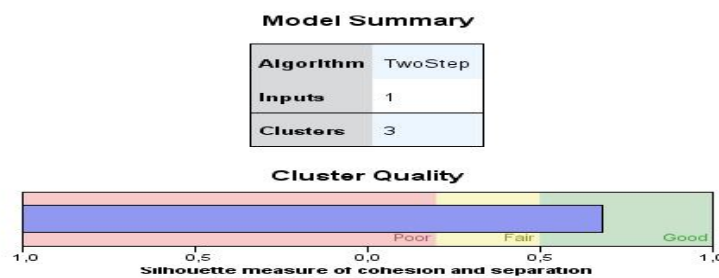 Model Summary
Algorithm TwoStep
Inputs 1
Clusters 3
Cluster Quality
Poor Fair Good
1,0 0,5 0,0 0,5 1,0
Silhouette measure of cohesion and separation